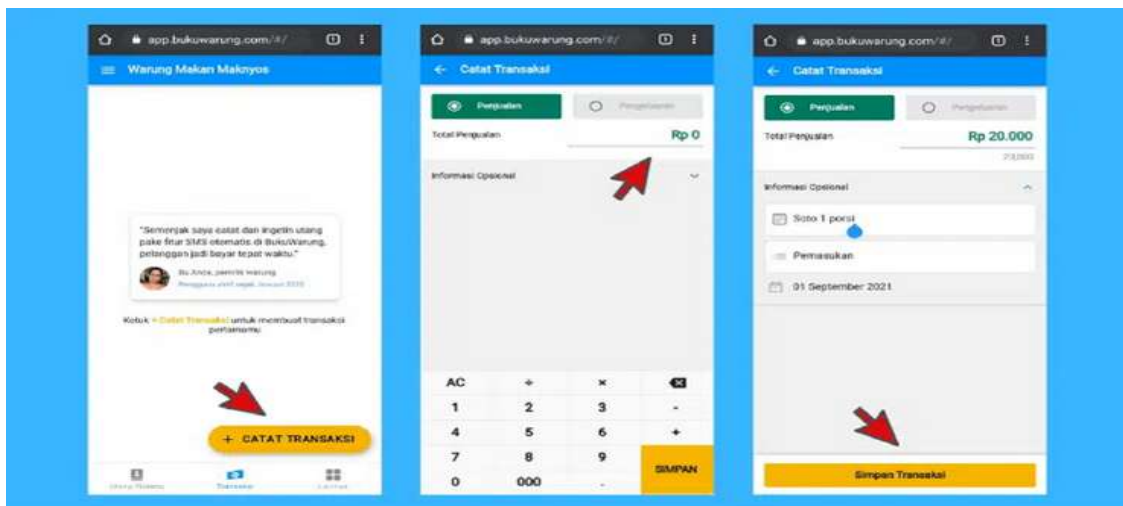 app.bukuwarung.com/#/
Warung Makan Maknyos
"Semenjak saya catat dan ingetin utang
pake fitur SMS otomatis di BukuWarung,
pelanggan jadi bayar tepat waktu."
Bu Anda, pemilik warung
Ketuk + Catat Transaksi untuk membuat transaksi
pertamamu
+ CATAT TRANSAKSI
Transaksi
app.bukuwarung.com/#/
Catat Transaksi
Penjualan
Pengeluaran
Total Penjualan
Rp 0
Informasi Opsional
AC ÷ ×
1 2 3 -
4 5 6 +
7 8 9
SIMPAN
0 000 .
app.bukuwarung.com/#/
Catat Transaksi
Penjualan
Pengeluaran
Total Penjualan
Rp 20.000
Informasi Opsional
Soto 1 porsi
Pemasukan
01 September 2021
Simpan Transaksi